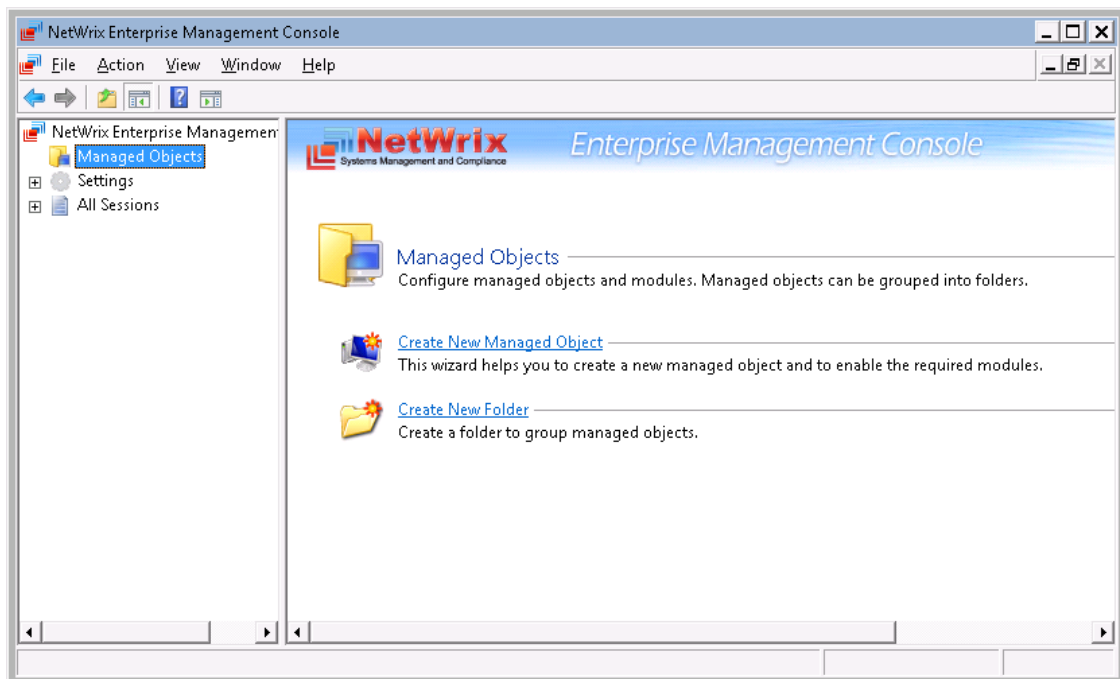 NetWrix Enterprise Management Console
File Action View Window Help
NetWrix Enterprise Managemen
Managed Objects
Settings
All Sessions
NetWrix
Systems Management and Compliance
Enterprise Management Console
Managed Objects
Configure managed objects and modules. Managed objects can be grouped into folders.
Create New Managed Object
This wizard helps you to create a new managed object and to enable the required modules.
Create New Folder
Create a folder to group managed objects.